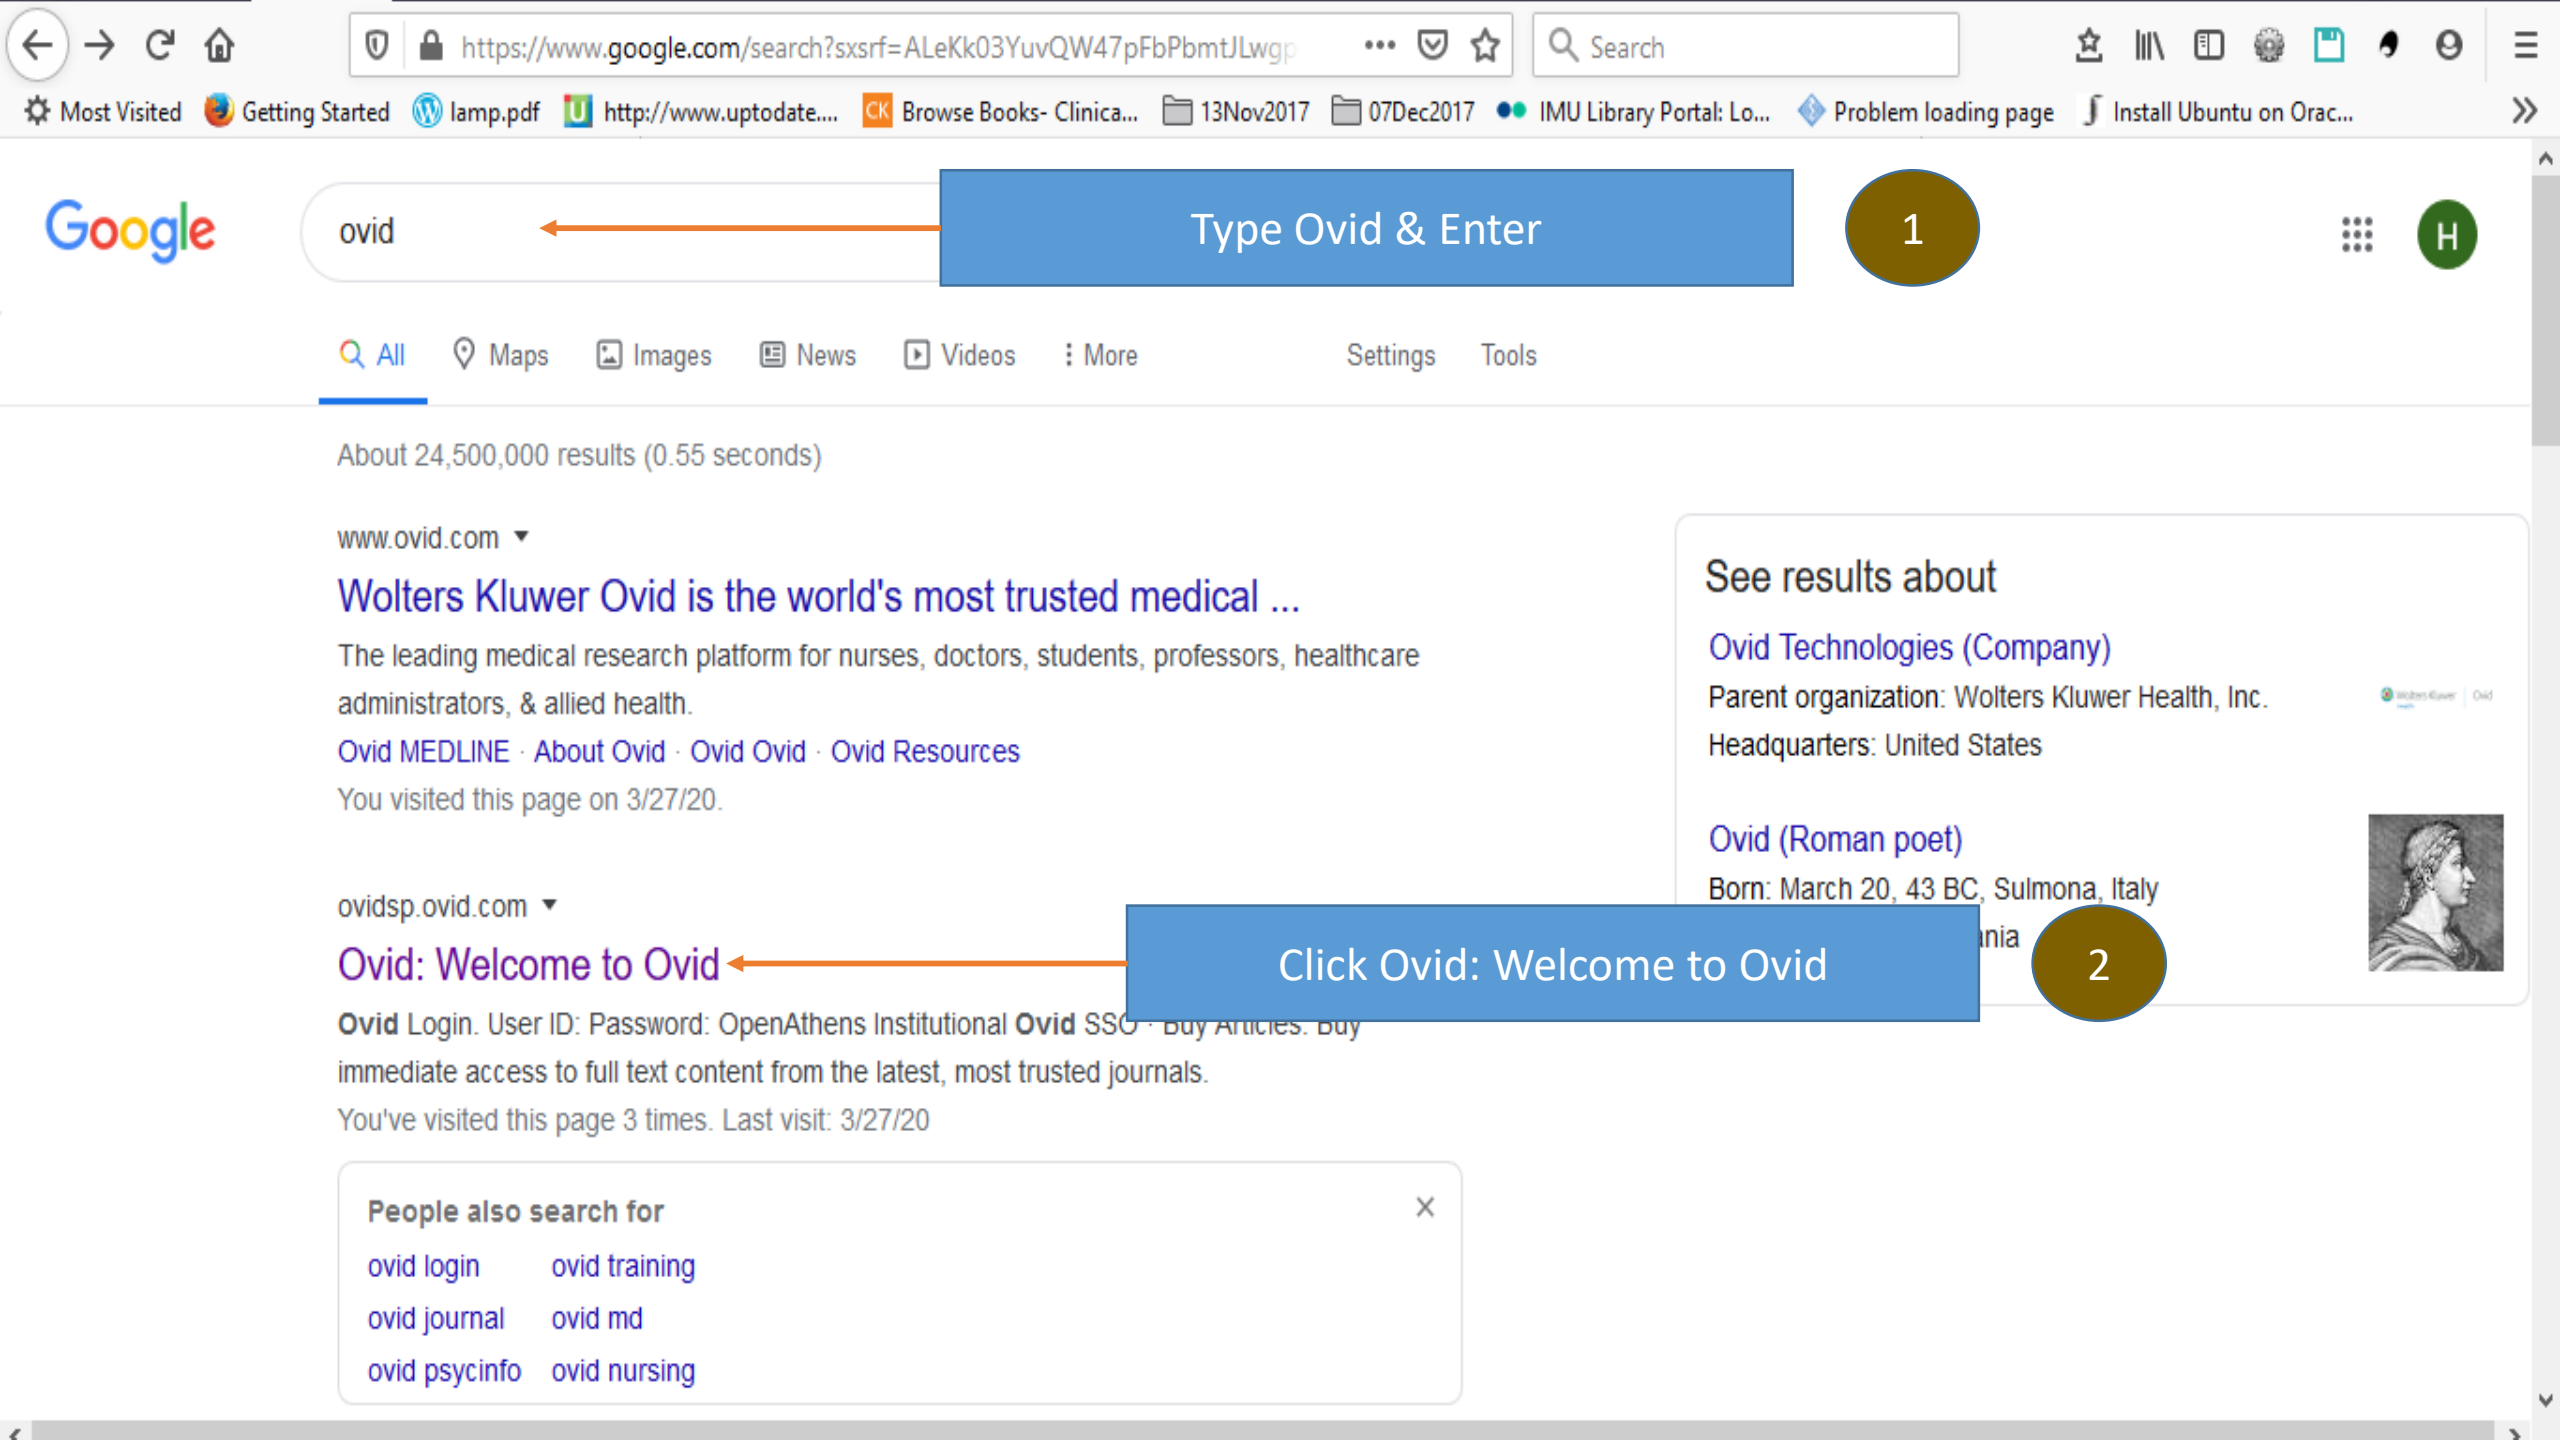 https://www.google.com/search?sxsrf=ALeKk03YuvQW47pFbPbmtJLwgp
Search
Most Visited
Getting Started
lamp.pdf
http://www.uptodate....
CK Browse Books- Clinica...
13Nov2017
07Dec2017
IMU Library Portal: Lo...
Problem loading page
Install Ubuntu on Orac...
Google
ovid
Type Ovid & Enter
1
H
All
Maps
Images
News
Videos
More
Settings
Tools
About 24,500,000 results (0.55 seconds)
www.ovid.com
Wolters Kluwer Ovid is the world's most trusted medical ...
The leading medical research platform for nurses, doctors, students, professors, healthcare
administrators, & allied health.
Ovid MEDLINE · About Ovid · Ovid Ovid · Ovid Resources
You visited this page on 3/27/20.
See results about
Ovid Technologies (Company)
Parent organization: Wolters Kluwer Health, Inc.
Headquarters: United States
Wolters Kluwer Ovid
Ovid (Roman poet)
Born: March 20, 43 BC, Sulmona, Italy
ania
ovidsp.ovid.com
Ovid: Welcome to Ovid
Click Ovid: Welcome to Ovid
2
Ovid Login. User ID: Password: OpenAthens Institutional Ovid SSO · Buy Articles. Buy
immediate access to full text content from the latest, most trusted journals.
You've visited this page 3 times. Last visit: 3/27/20
People also search for
ovid login
ovid training
ovid journal
ovid md
ovid psycinfo
ovid nursing